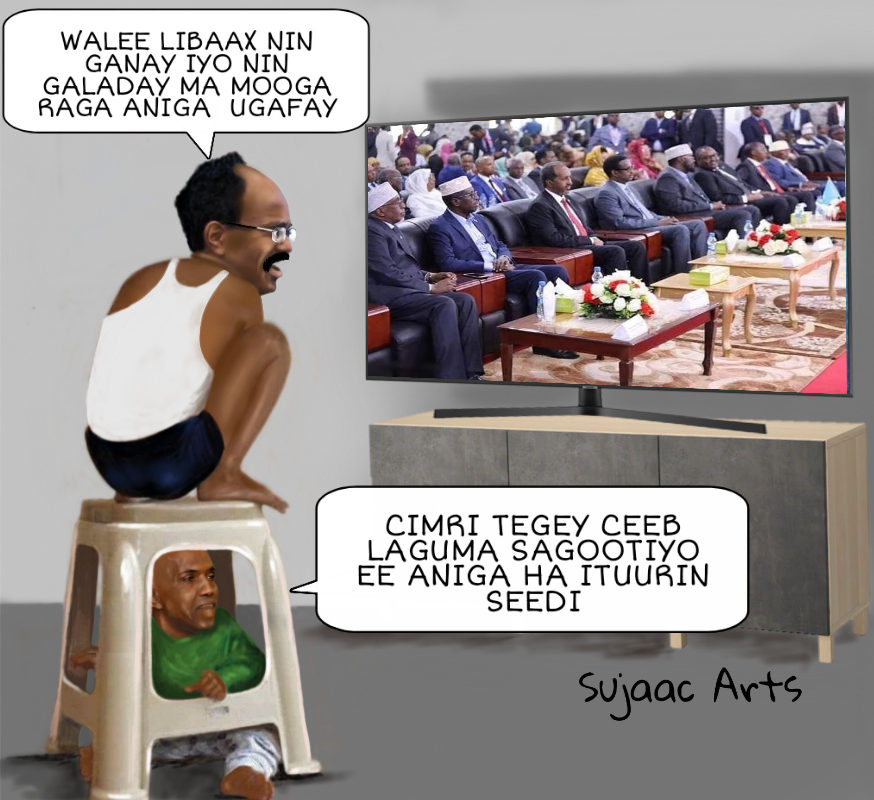 WALEE LIBAAX NIN
GANAY IYO NIN
GALADAY MA MOOGA
RAGA ANIGA UGAFAY
CIMRI TEGEY CEEB
LAGUMA SAGOOTIYO
EE ANIGA HA ITUURIN
SEEDI
Sujaac Arts